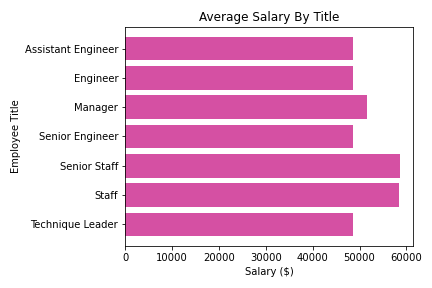 Average Salary By Title
Employee Title
Assistant Engineer
Engineer
Manager
Senior Engineer
Senior Staff
Staff
Technique Leader
0 10000 20000 30000 40000 50000 60000
Salary ($)